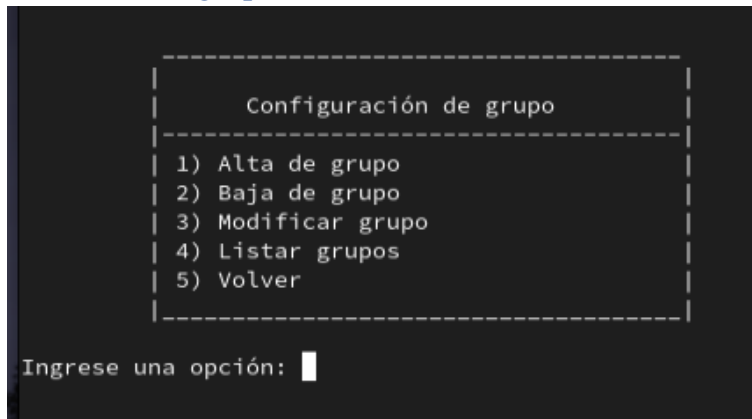 Configuración de grupo
1) Alta de grupo
2) Baja de grupo
3) Modificar grupo
4) Listar grupos
5) Volver
Ingrese una opción: